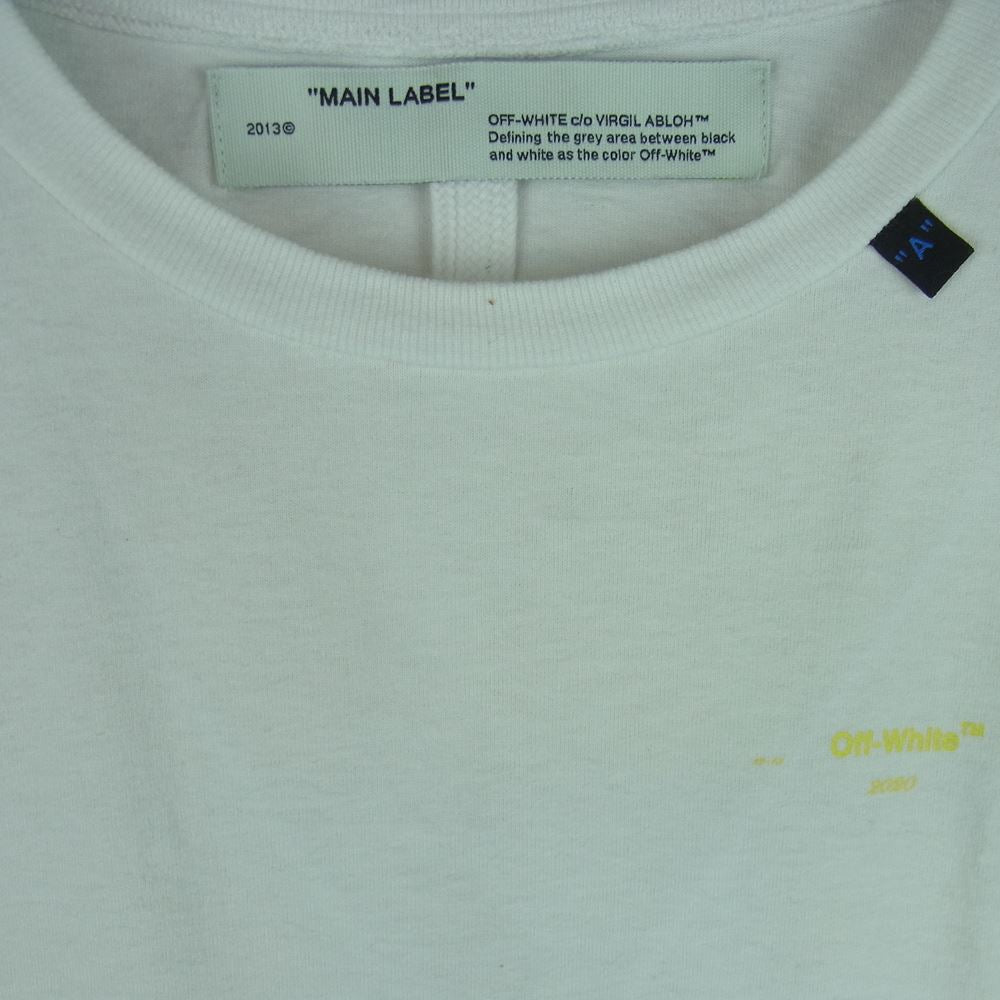 "MAIN LABEL"
2013©
OFF-WHITE c/o VIRGIL ABLOH™
Defining the grey area between black
and white as the color Off-White™
"A"
Off-White™
" "
2020